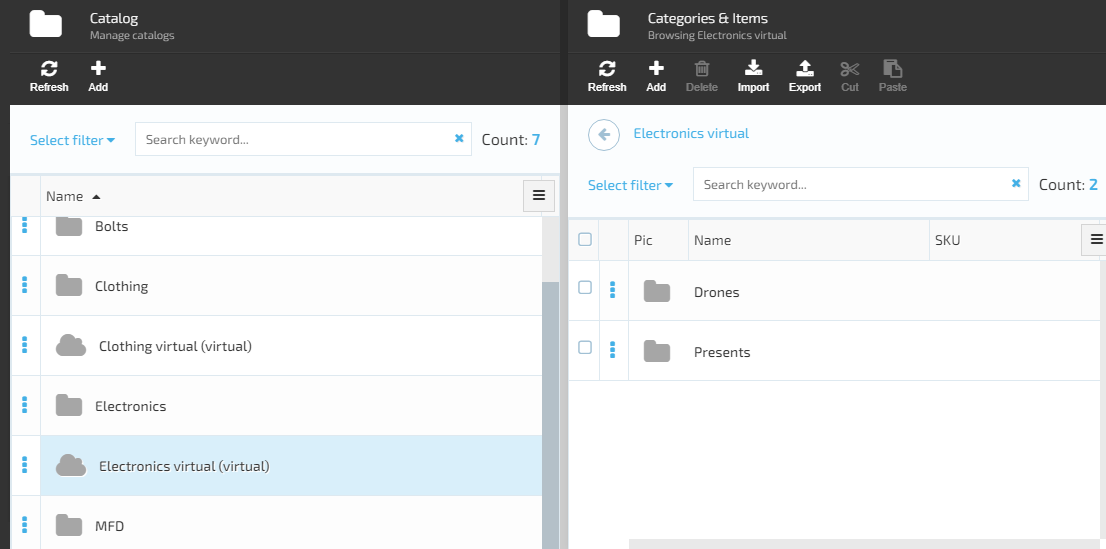 Catalog
Manage catalogs
Refresh
Add
Select filter
Search keyword...
Count: 7
Name
Bolts
Clothing
Clothing virtual (virtual)
Electronics
Electronics virtual (virtual)
MFD
Categories & Items
Browsing Electronics virtual
Refresh
Add
Delete
Import
Export
Cut
Paste
Electronics virtual
Select filter
Search keyword...
Count: 2
Pic
Name
SKU
Drones
Presents